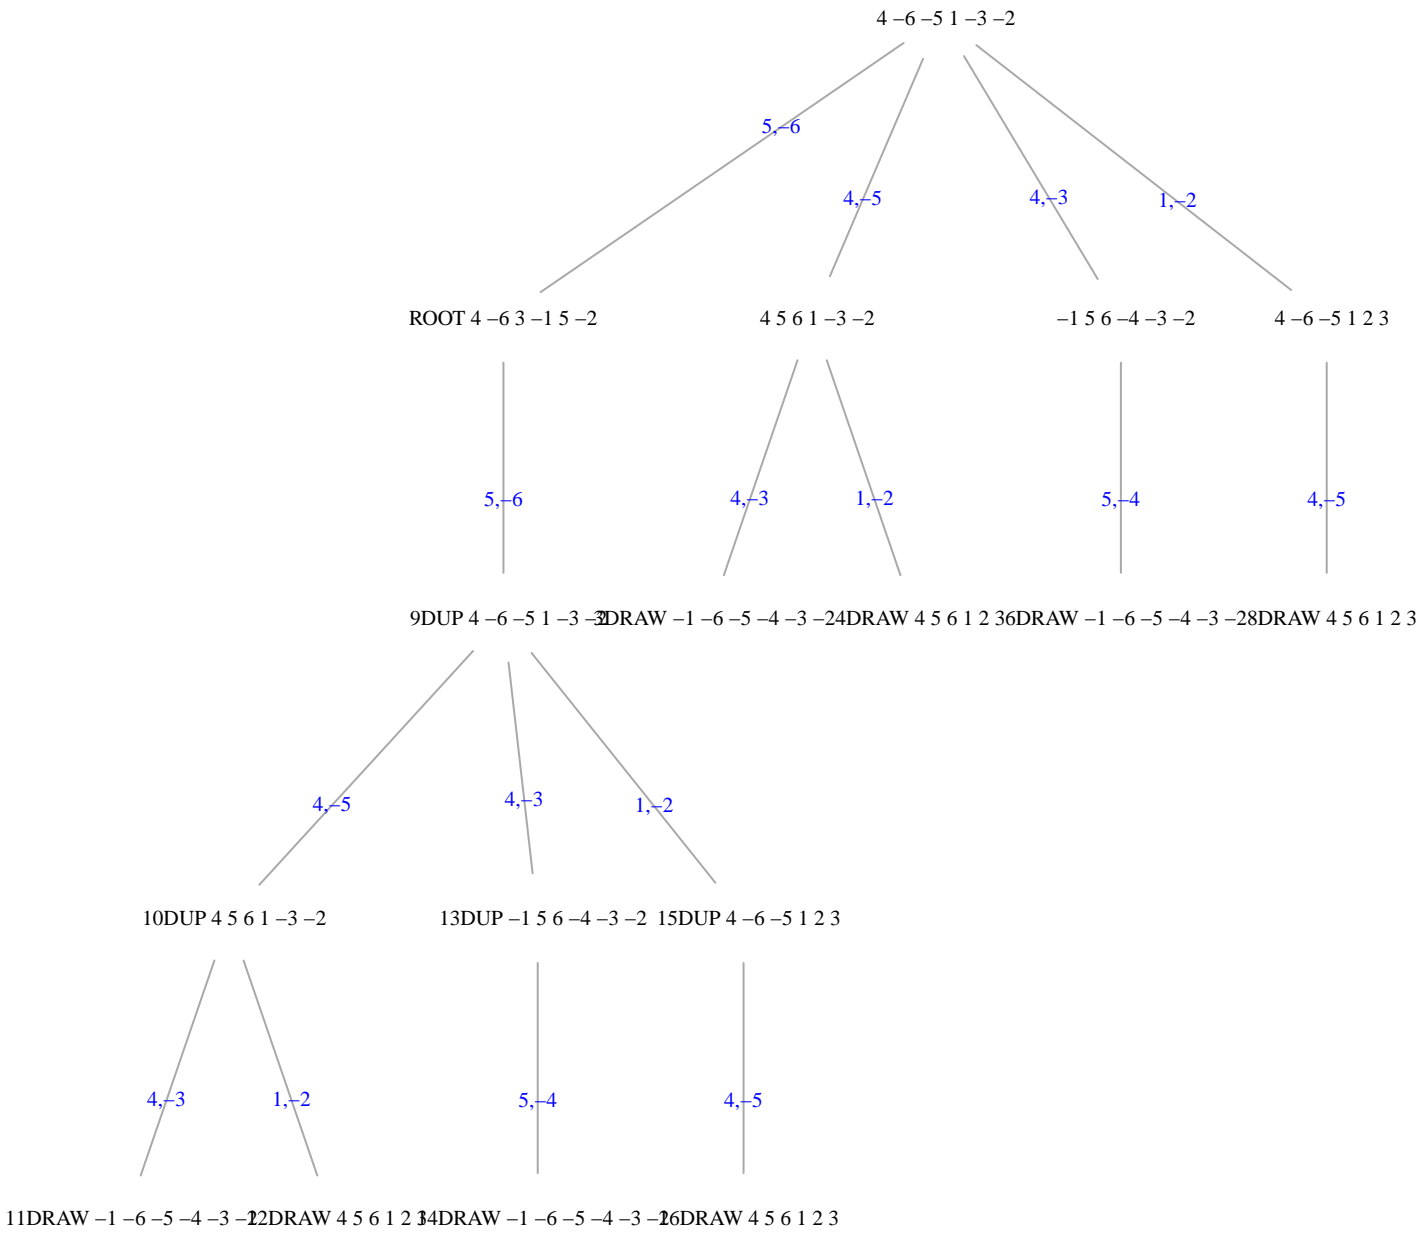 4 −6 −5 1 −3 −2
5,−6
4,−5
4,−3
1,−2
ROOT 4 −6 3 −1 5 −2
4 5 6 1 −3 −2
−1 5 6 −4 −3 −2
4 −6 −5 1 2 3
5,−6
4,−3
1,−2
5,−4
4,−5
9DUP 4 −6 −5 1 −3 −2
3DRAW −1 −6 −5 −4 −3 −2
4DRAW 4 5 6 1 2 3
6DRAW −1 −6 −5 −4 −3 −2
8DRAW 4 5 6 1 2 3
4,−5
4,−3
1,−2
10DUP 4 5 6 1 −3 −2
13DUP −1 5 6 −4 −3 −2
15DUP 4 −6 −5 1 2 3
4,−3
1,−2
5,−4
4,−5
11DRAW −1 −6 −5 −4 −3 −2
12DRAW 4 5 6 1 2 3
14DRAW −1 −6 −5 −4 −3 −2
16DRAW 4 5 6 1 2 3